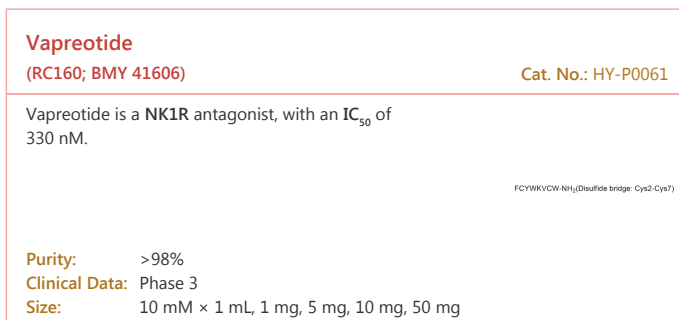 Vapreotide
(RC160; BMY 41606) Cat. No.: HY-P0061
Vapreotide is a NK1R antagonist, with an IC₅₀ of
330 nM.
FCYWKVCW-NH₂(Disulfide bridge: Cys2-Cys7)
Purity: >98%
Clinical Data: Phase 3
Size: 10 mM × 1 mL, 1 mg, 5 mg, 10 mg, 50 mg